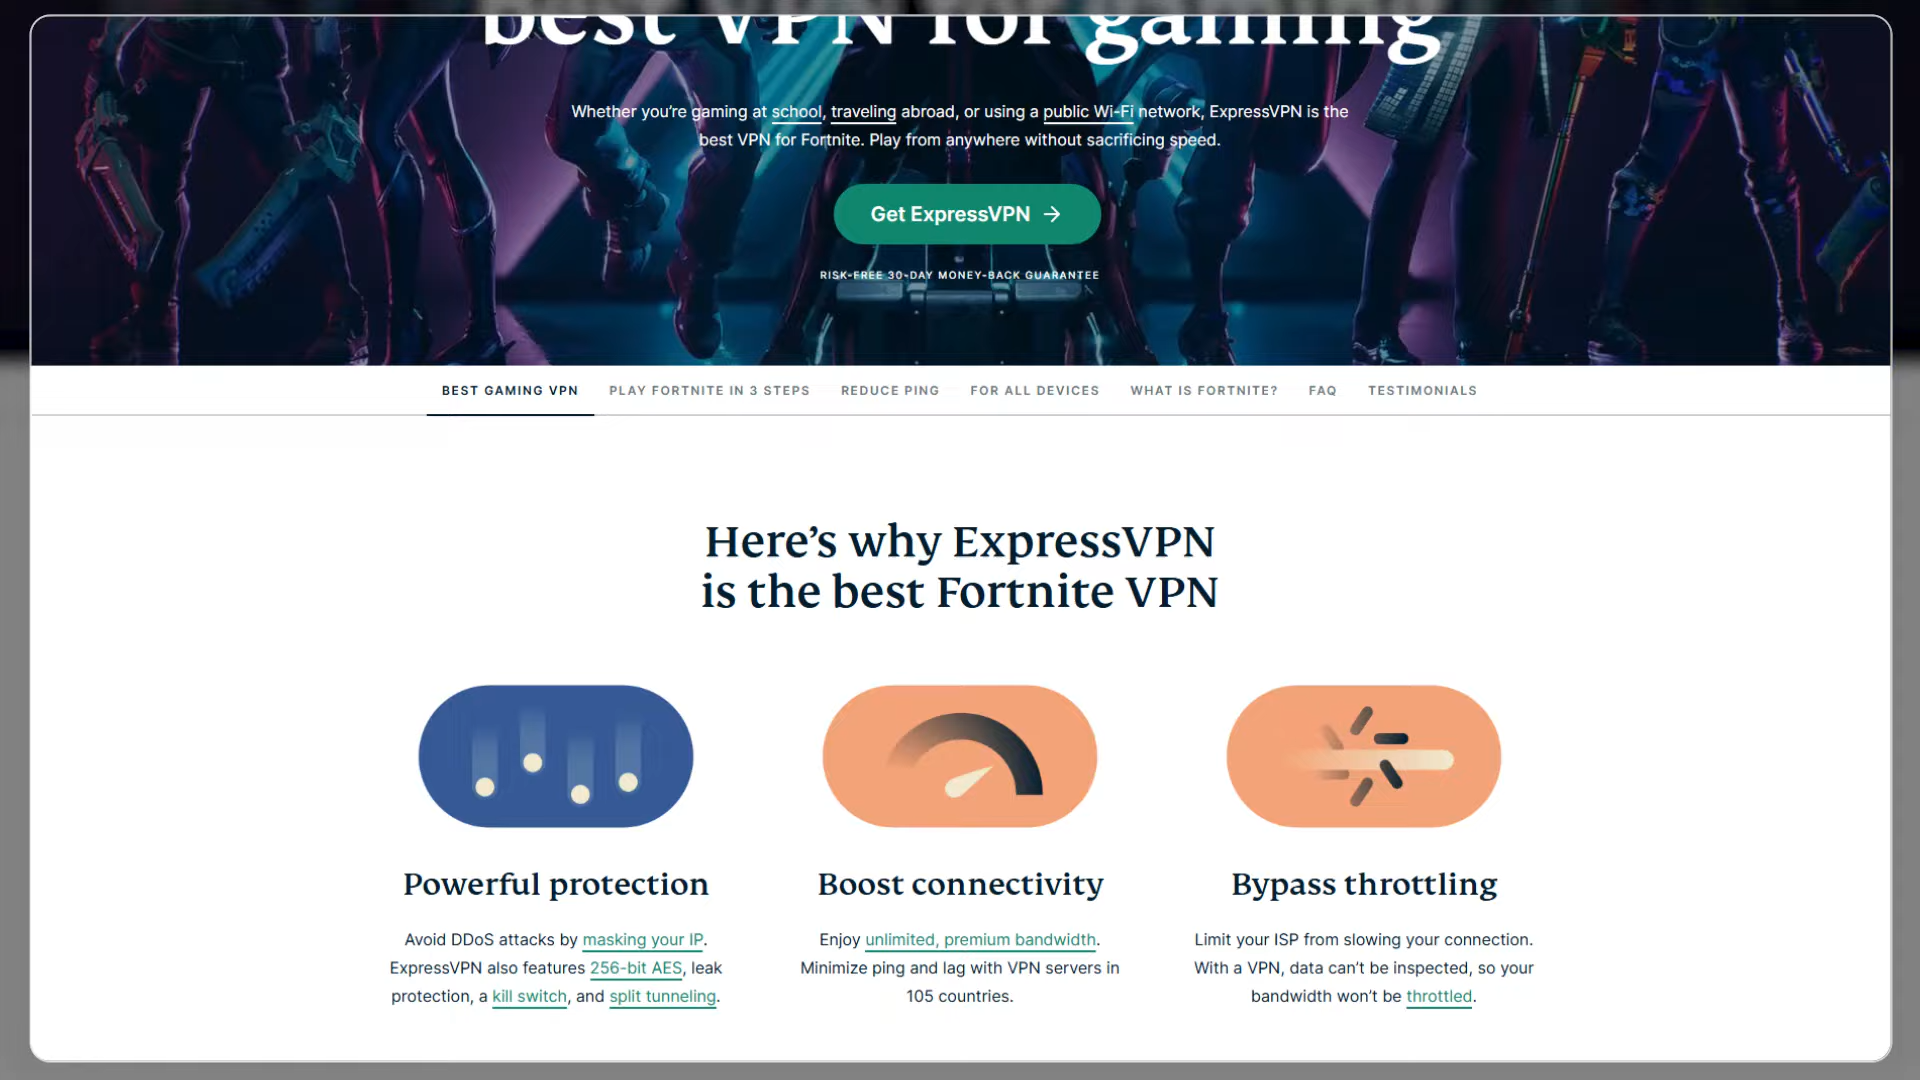 best VPN for gaming
Whether you’re gaming at school, traveling abroad, or using a public Wi-Fi network, ExpressVPN is the
best VPN for Fortnite. Play from anywhere without sacrificing speed.
Get ExpressVPN →
RISK-FREE 30-DAY MONEY-BACK GUARANTEE
BEST GAMING VPN PLAY FORTNITE IN 3 STEPS REDUCE PING FOR ALL DEVICES WHAT IS FORTNITE? FAQ TESTIMONIALS
Here’s why ExpressVPN
is the best Fortnite VPN
Powerful protection
Avoid DDoS attacks by masking your IP.
ExpressVPN also features 256-bit AES, leak
protection, a kill switch, and split tunneling.
Boost connectivity
Enjoy unlimited, premium bandwidth.
Minimize ping and lag with VPN servers in
105 countries.
Bypass throttling
Limit your ISP from slowing your connection.
With a VPN, data can’t be inspected, so your
bandwidth won’t be throttled.